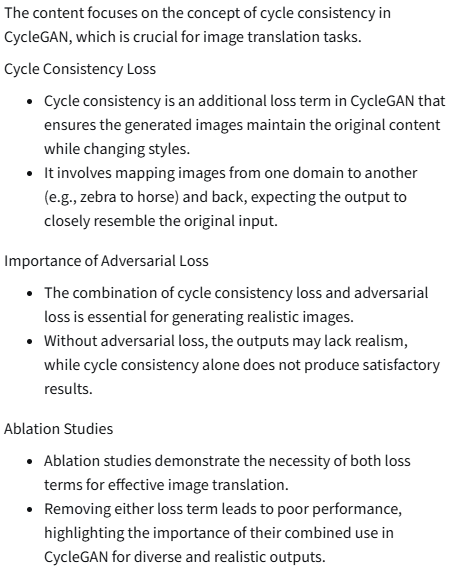 The content focuses on the concept of cycle consistency in
CycleGAN, which is crucial for image translation tasks.
Cycle Consistency Loss
• Cycle consistency is an additional loss term in CycleGAN that
ensures the generated images maintain the original content
while changing styles.
• It involves mapping images from one domain to another
(e.g., zebra to horse) and back, expecting the output to
closely resemble the original input.
Importance of Adversarial Loss
• The combination of cycle consistency loss and adversarial
loss is essential for generating realistic images.
• Without adversarial loss, the outputs may lack realism,
while cycle consistency alone does not produce satisfactory
results.
Ablation Studies
• Ablation studies demonstrate the necessity of both loss
terms for effective image translation.
• Removing either loss term leads to poor performance,
highlighting the importance of their combined use in
CycleGAN for diverse and realistic outputs.